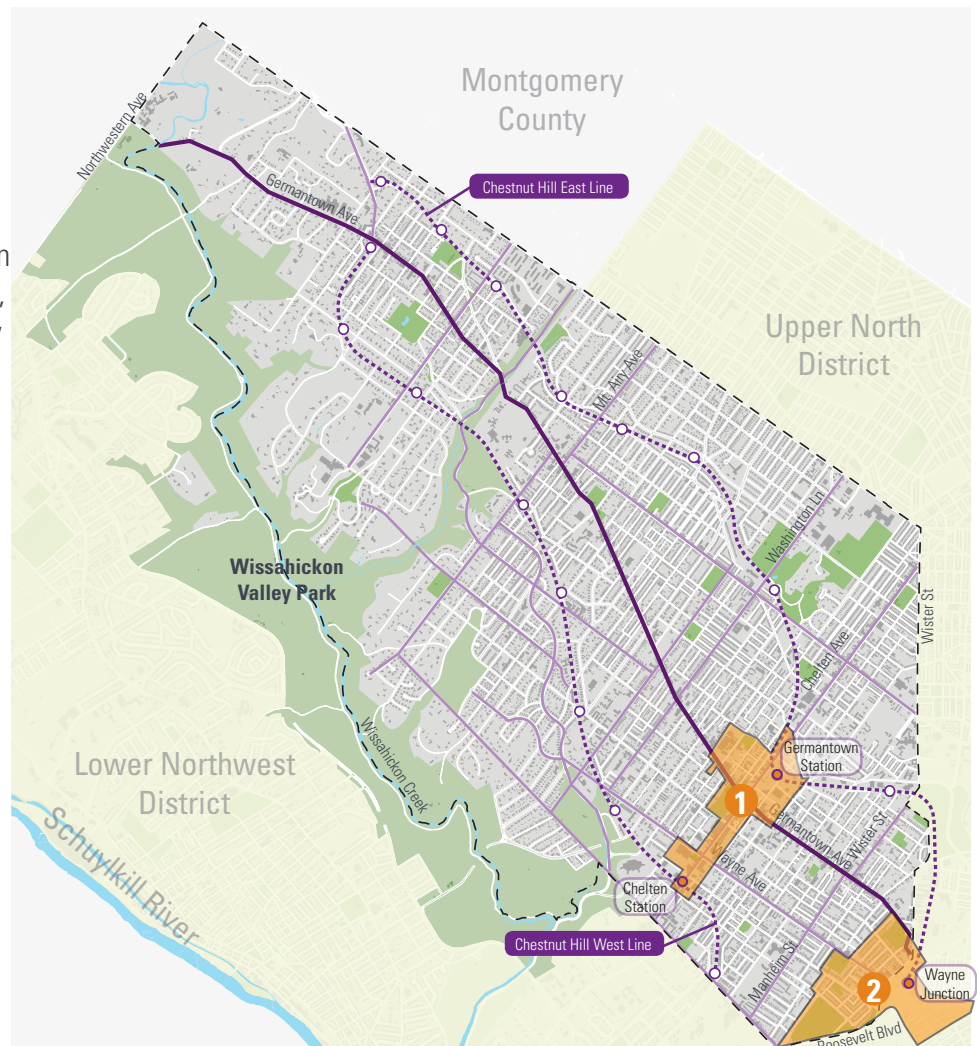 Montgomery
County
Northwestern Ave
Germantown Ave
Chestnut Hill East Line
Upper North
District
Mt. Airy Ave
Washington Ln
Wissahickon
Valley Park
Wister St
Chelten Ave
Wissahickon Creek
Lower Northwest
District
Germantown
Station
1
Germantown Ave
Wister St
Wayne Ave
Schuylkill River
Chelten
Station
Chestnut Hill West Line
Manheim St
Wayne
Junction
2
Roosevelt Blvd